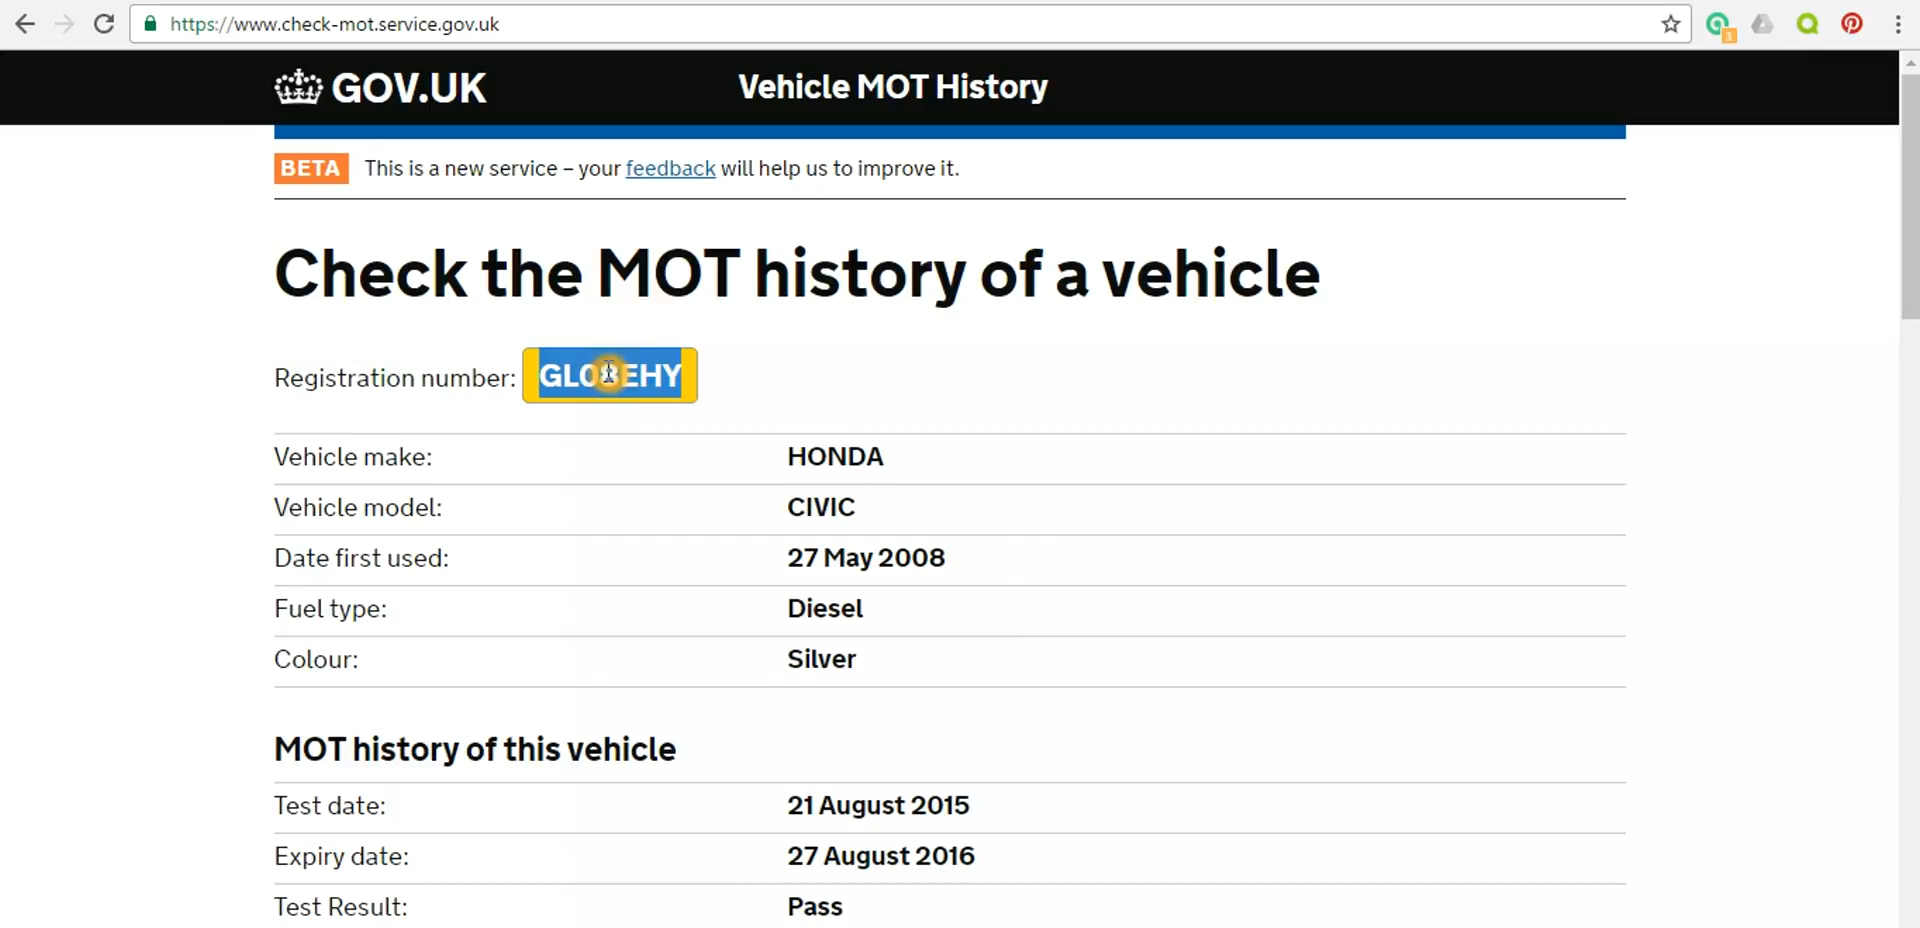 https://www.check-mot.service.gov.uk
3
GOV.UK
Vehicle MOT History
BETA This is a new service – your feedback will help us to improve it.
Check the MOT history of a vehicle
Registration number: GL08EHY
Vehicle make: HONDA
Vehicle model: CIVIC
Date first used: 27 May 2008
Fuel type: Diesel
Colour: Silver
MOT history of this vehicle
Test date: 21 August 2015
Expiry date: 27 August 2016
Test Result: Pass